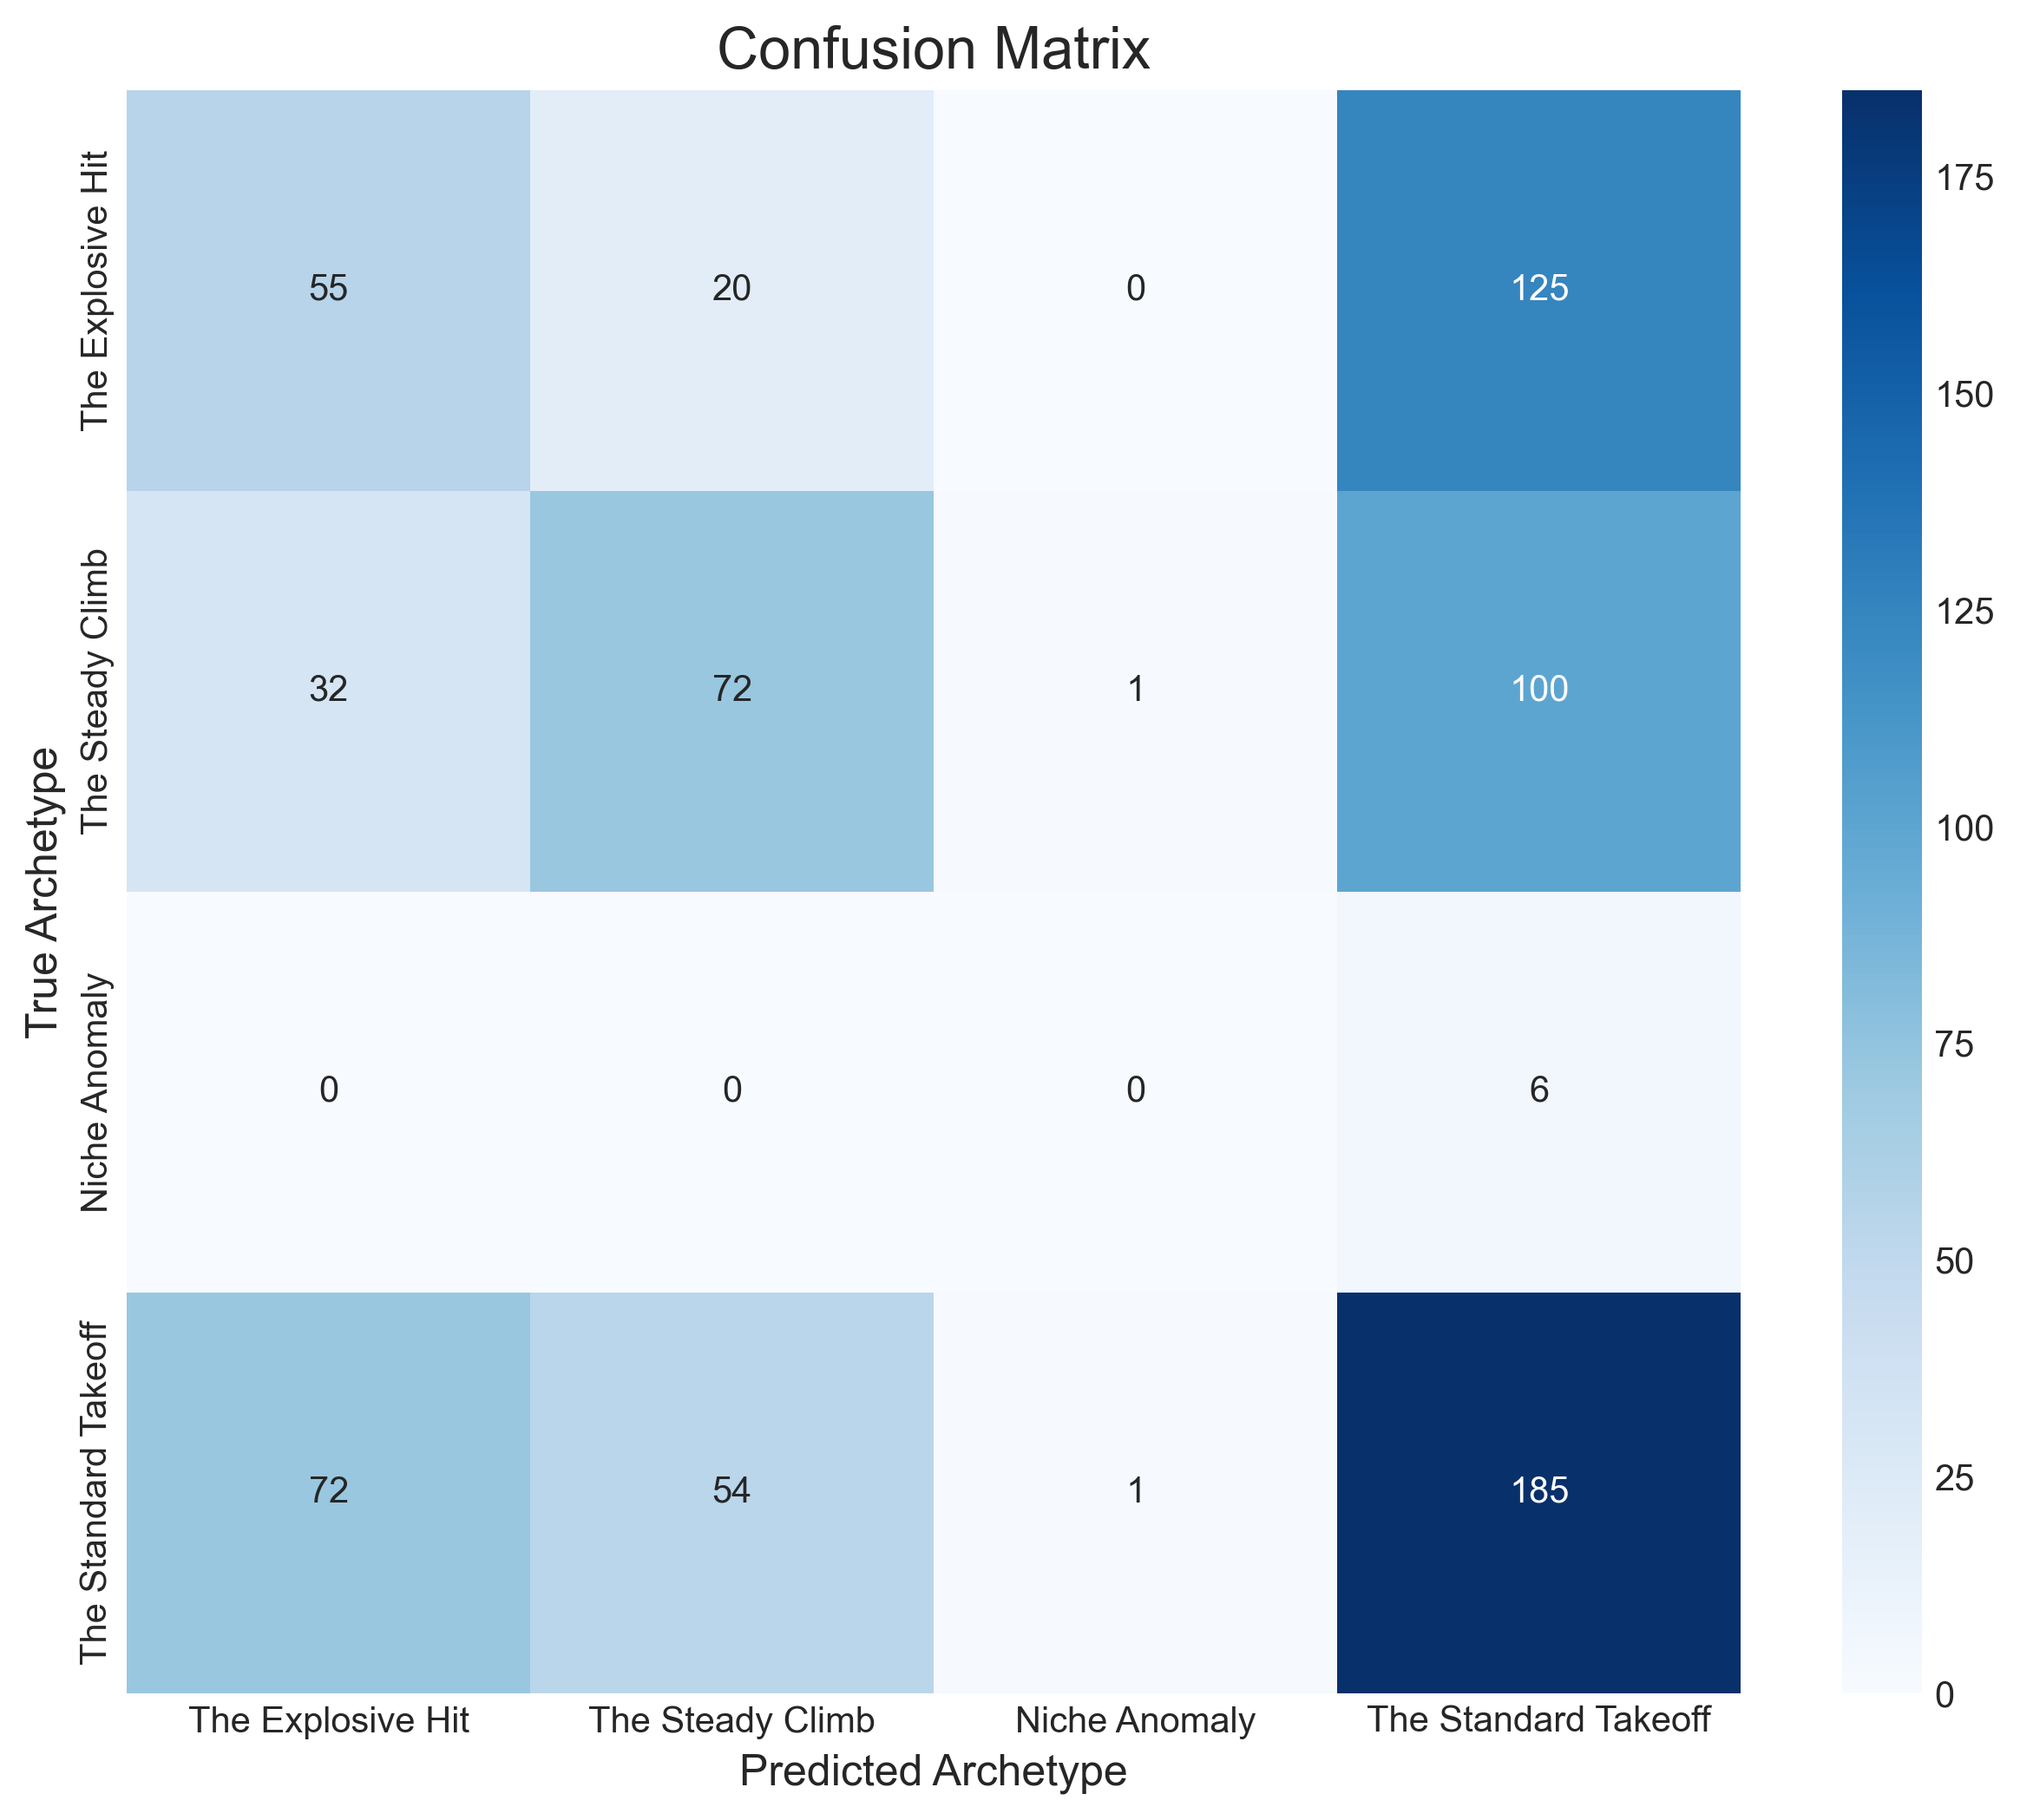 Confusion Matrix
True Archetype
The Explosive Hit
55 20 0 125
The Steady Climb
32 72 1 100
Niche Anomaly
0 0 0 6
The Standard Takeoff
72 54 1 185
The Explosive Hit The Steady Climb Niche Anomaly The Standard Takeoff
Predicted Archetype
175
150
125
100
75
50
25
0